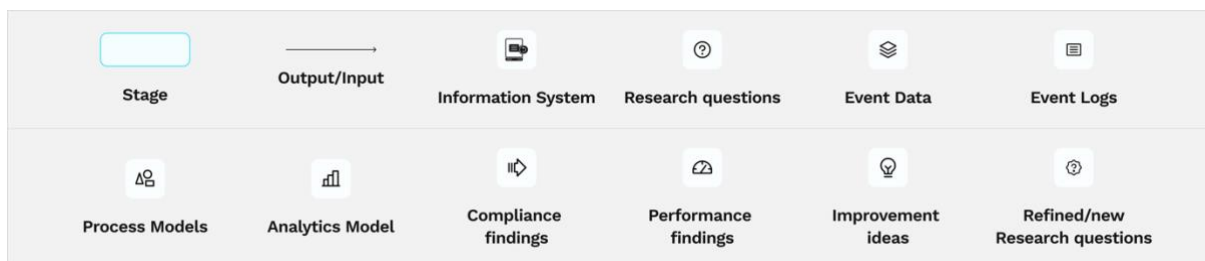 Stage
Output/Input
Information System
Research questions
Event Data
Event Logs
Process Models
Analytics Model
Compliance
findings
Performance
findings
Improvement
ideas
Refined/new
Research questions